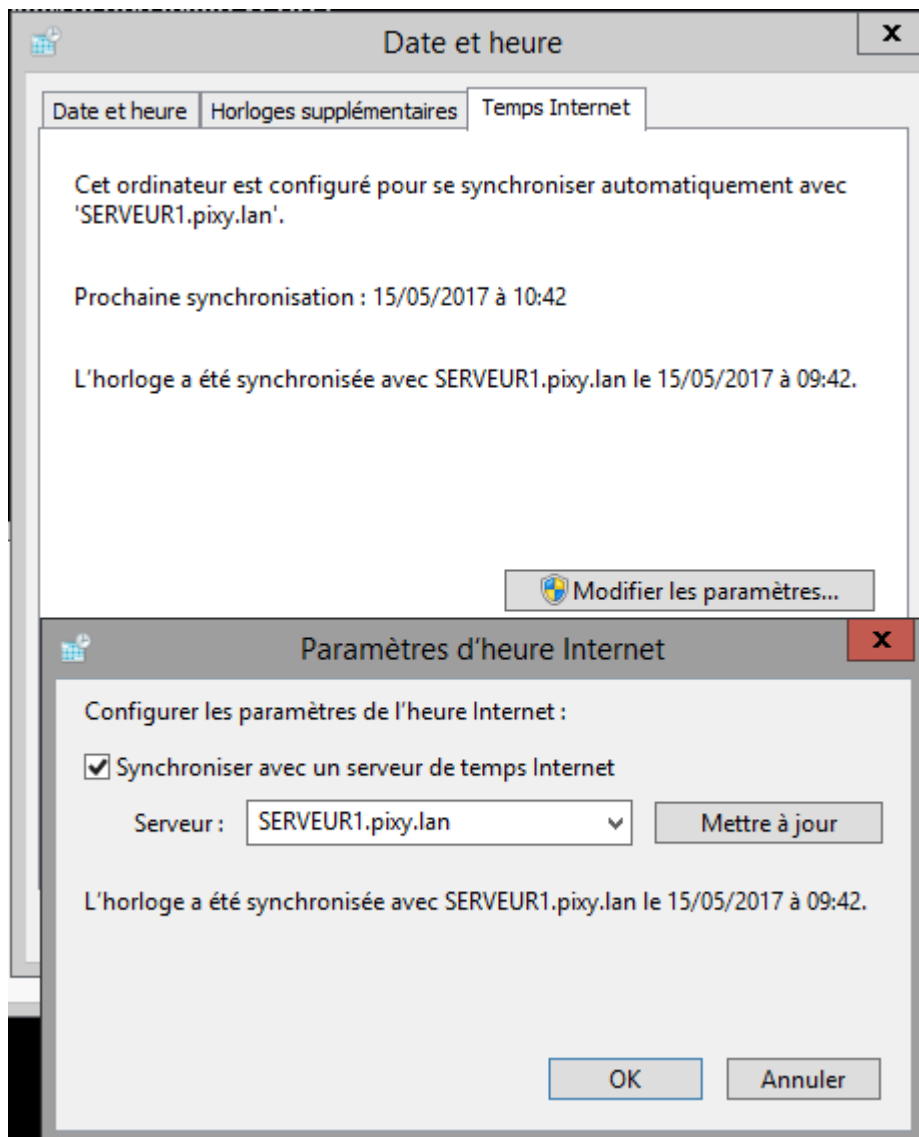 Date et heure
x
Date et heure
Horloges supplémentaires
Temps Internet
Cet ordinateur est configuré pour se synchroniser automatiquement avec
'SERVEUR1.pixy.lan'.
Prochaine synchronisation : 15/05/2017 à 10:42
L'horloge a été synchronisée avec SERVEUR1.pixy.lan le 15/05/2017 à 09:42.
Modifier les paramètres...
Paramètres d'heure Internet
x
Configurer les paramètres de l'heure Internet :
Synchroniser avec un serveur de temps Internet
Serveur : SERVEUR1.pixy.lan Mettre à jour
L'horloge a été synchronisée avec SERVEUR1.pixy.lan le 15/05/2017 à 09:42.
OK
Annuler